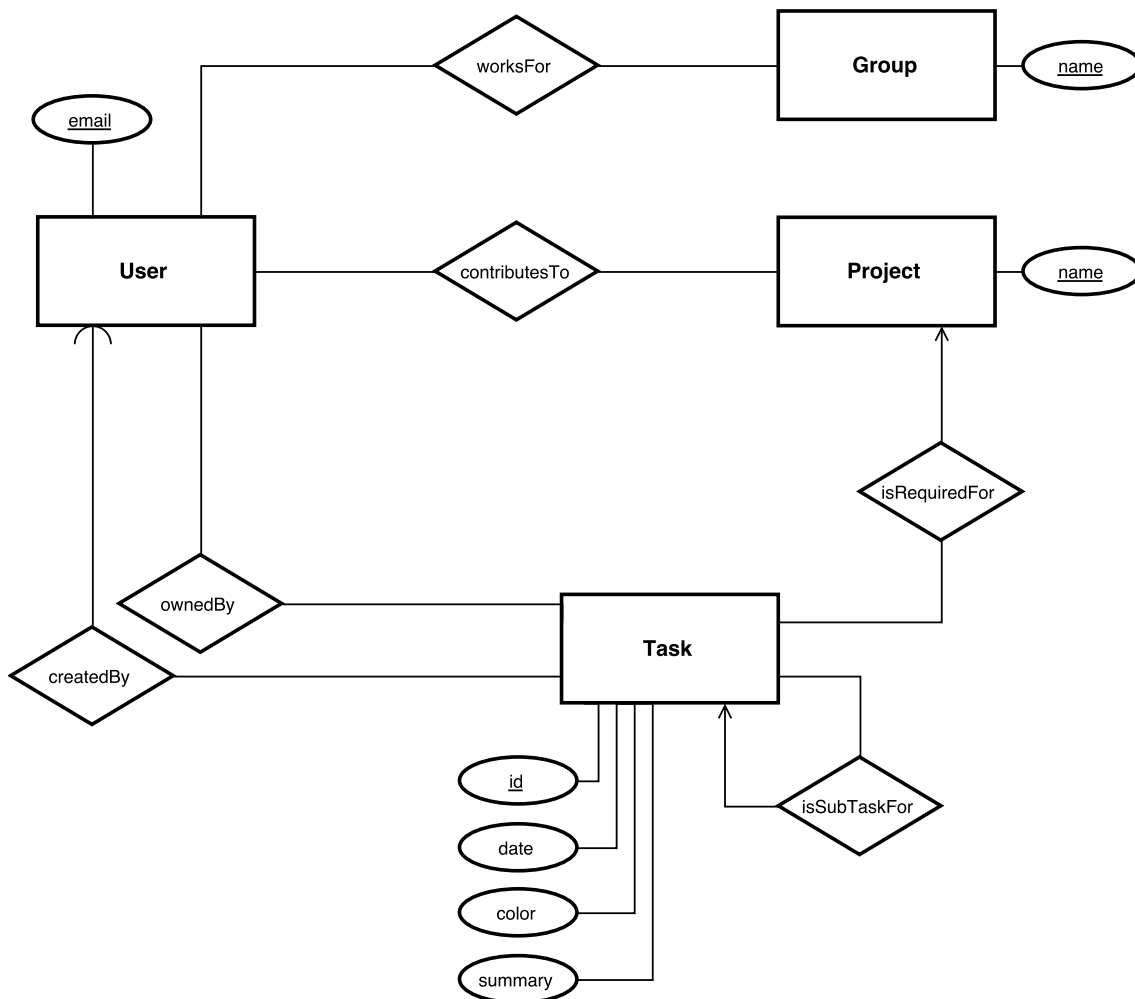 worksFor
Group
name
email
User
contributesTo
Project
name
isRequiredFor
ownedBy
Task
createdBy
id
isSubTaskFor
date
color
summary